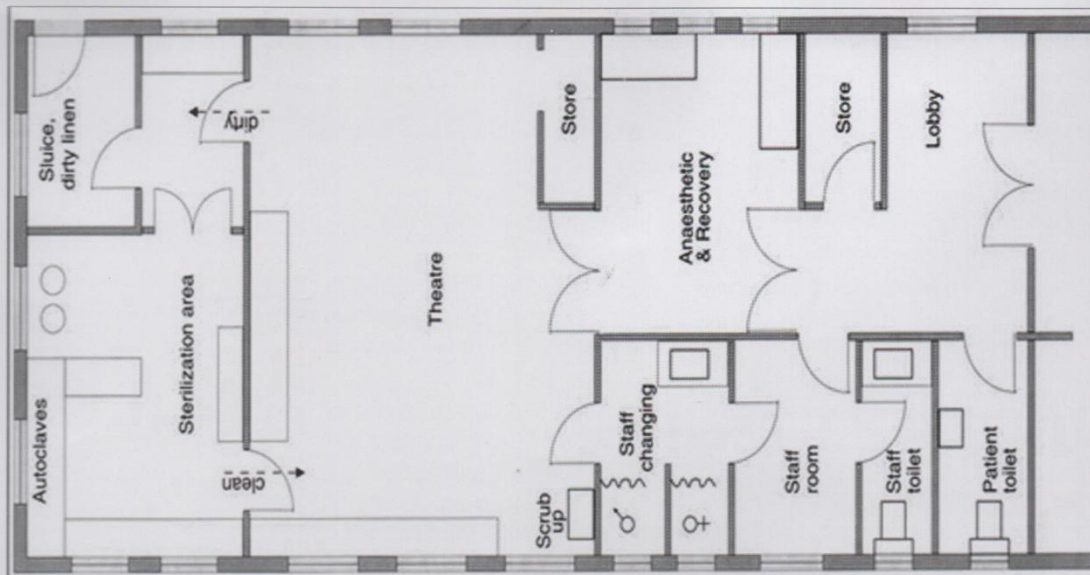 Sluice,
dirty linen
Autoclaves
Sterilization area
dirty
clean
Theatre
Store
Scrub
up
Staff
changing
Anaesthetic
& Recovery
Store
Staff
room
Lobby
Staff
toilet
Patient
toilet